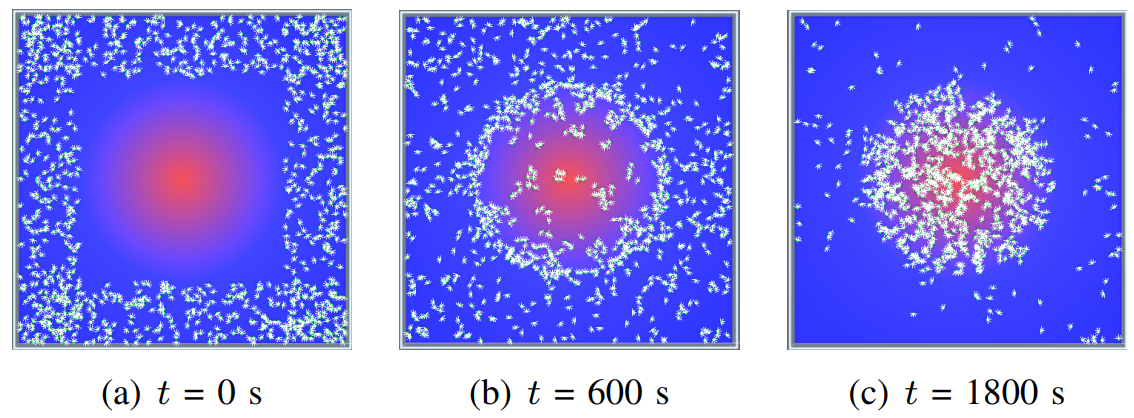 (a) t = 0 s
(b) t = 600 s
(c) t = 1800 s